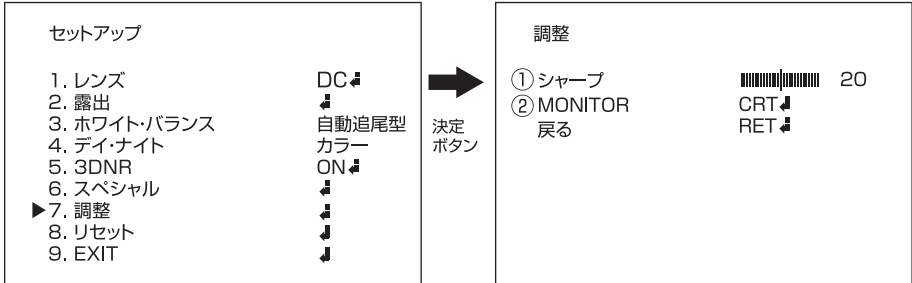 セットアップ
1. レンズ DC↲
2. 露出 ↲
3. ホワイト・バランス 自動追尾型
4. デイ・ナイト カラー
5. 3DNR ON↲
6. スペシャル ↲
▶7. 調整 ↲
8. リセット ↲
9. EXIT ↲
決定
ボタン
調整
① シャープ 20
② MONITOR CRT↲
戻る RET↲